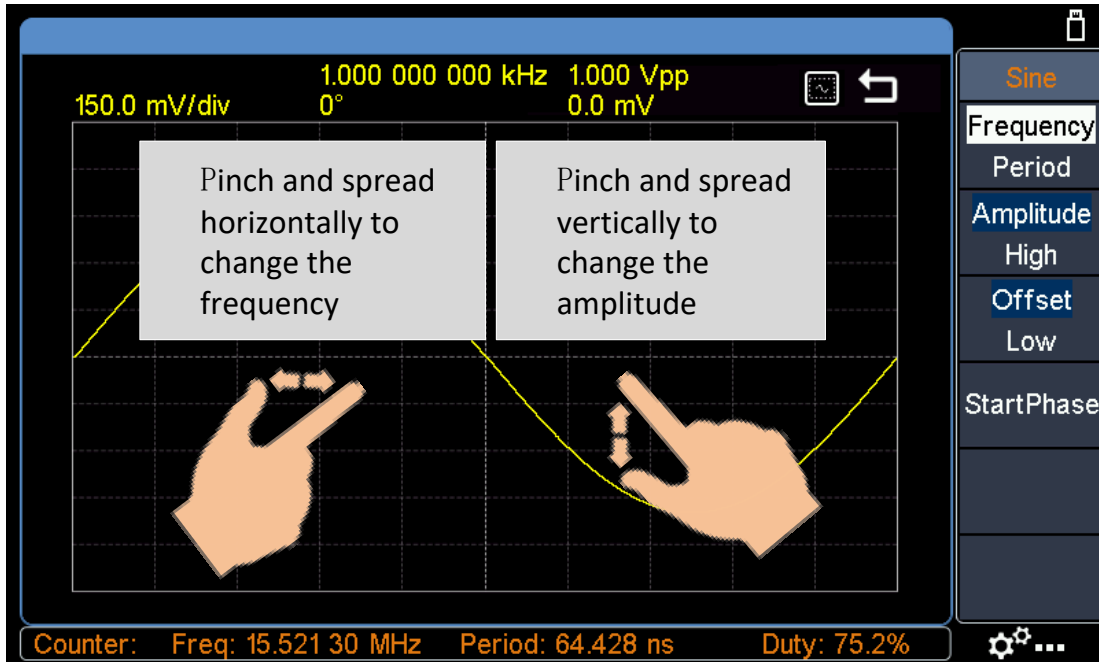 1.000 000 000 kHz 1.000 Vpp
150.0 mV/div 0° 0.0 mV
Pinch and spread
horizontally to
change the
frequency
Pinch and spread
vertically to
change the
amplitude
Sine
Frequency
Period
Amplitude
High
Offset
Low
StartPhase
Counter: Freq: 15.521 30 MHz Period: 64.428 ns Duty: 75.2%